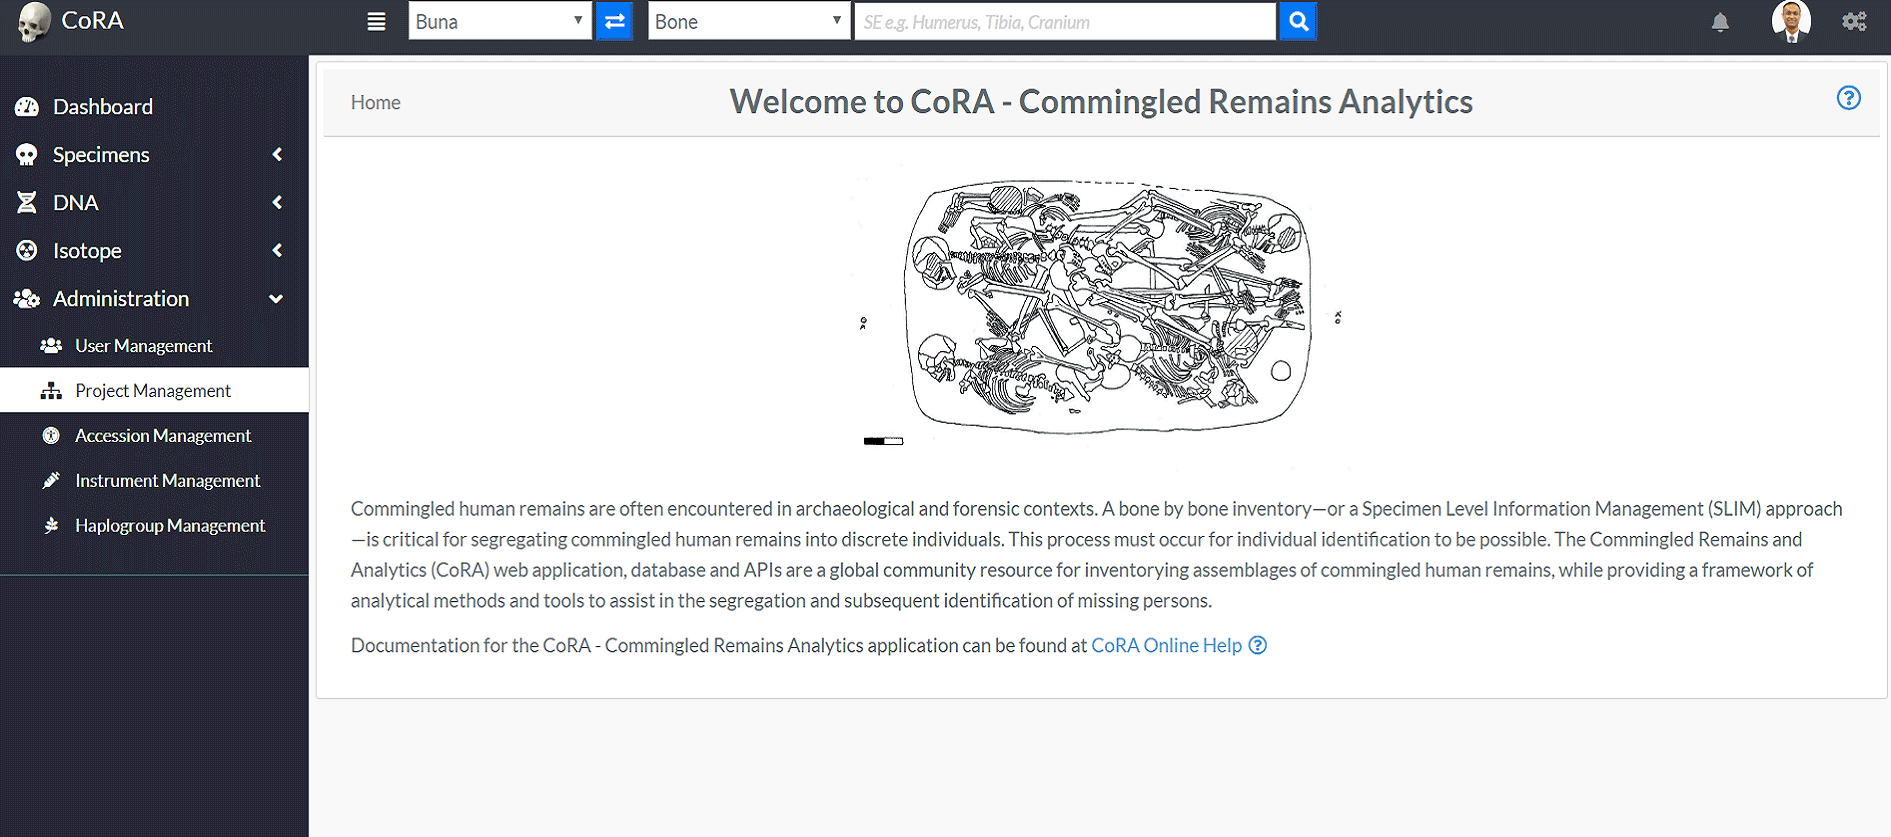 CoRA
Buna
Bone
SE e.g. Humerus, Tibia, Cranium
Dashboard
Specimens
DNA
Isotope
Administration
User Management
Project Management
Accession Management
Instrument Management
Haplogroup Management
Home
Welcome to CoRA - Commingled Remains Analytics
Commingled human remains are often encountered in archaeological and forensic contexts. A bone by bone inventory—or a Specimen Level Information Management (SLIM) approach
—is critical for segregating commingled human remains into discrete individuals. This process must occur for individual identification to be possible. The Commingled Remains and
Analytics (CoRA) web application, database and APIs are a global community resource for inventorying assemblages of commingled human remains, while providing a framework of
analytical methods and tools to assist in the segregation and subsequent identification of missing persons.
Documentation for the CoRA - Commingled Remains Analytics application can be found at CoRA Online Help